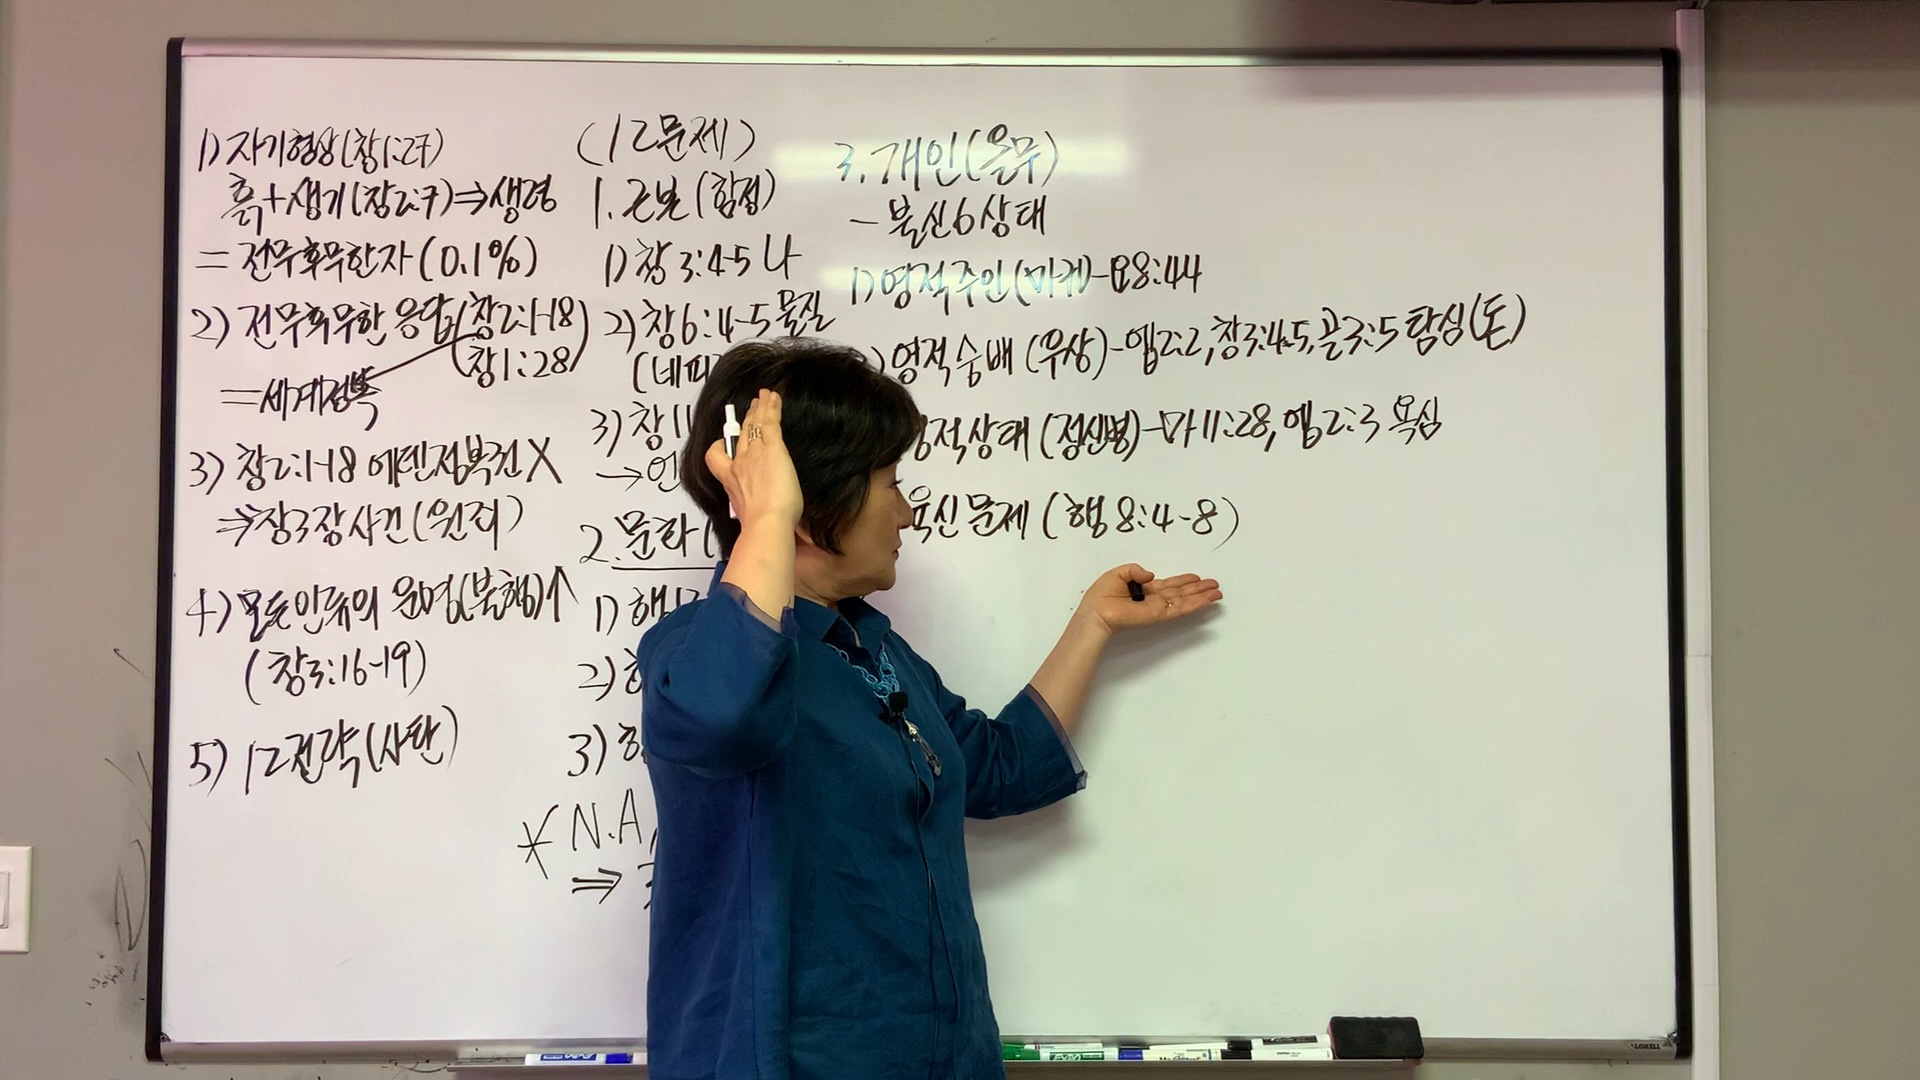 1) 자기형상(창1:27)
흙+생기(창2:7)⇒생령
= 전무후무한자(0.1%)
2) 전무후무한 응답(창2:1-18)
(창1:28)
=세계정복
3) 창2:1-18 에덴정복권 X
⇒창3장사건(원죄)
4) 모든인류의 운명(불행)↑
(창3:16-19)
5) 12전략(사탄)
(12문제)
1. 근본(함정)
1) 창3:4-5 나
2) 창6:4-5 물질
(네피
3) 창11
→
2. 문화(
1) 행
2)
3)
* N.A,
⇒
3. 개인(올무)
- 불신6상태
1) 영적주인(마귀)-요8:44
) 영적숭배(우상)-엡2:2,창3:4-5,골3:5 탐심(돈)
적상태(정신병)-마11:28, 엡2:3 욕심
육신문제(행8:4-8)